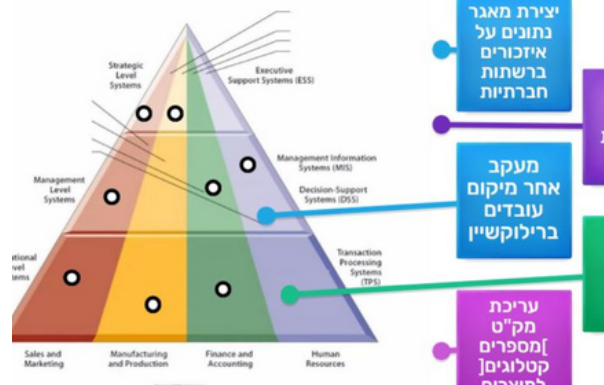 Strategic
Level
Systems
Executive
Support Systems (ESS)
Management Information
Systems (MIS)
Decision-Support
Systems (DSS)
Management
Level
Systems
Transaction
Processing
Systems
(TPS)
Sales and
Marketing
Manufacturing
and Production
Finance and
Accounting
Human
Resources
יצירת מאגר
נתונים על
איזכורים
ברשתות
חברתיות
מעקב
אחר מיקום
עובדים
ברילוקשיין
עריכת
מק"ט
[מספרים
קטלוגים]